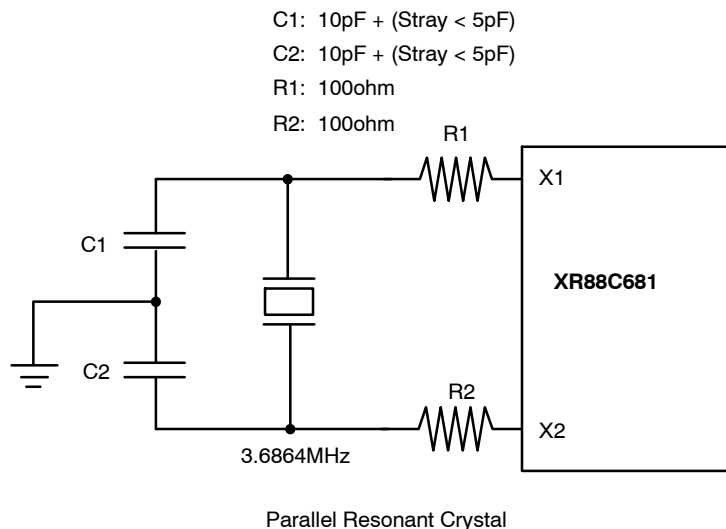 C1: 10pF + (Stray < 5pF)
C2: 10pF + (Stray < 5pF)
R1: 100ohm
R2: 100ohm
R1
X1
C1
XR88C681
C2
R2
X2
3.6864MHz
Parallel Resonant Crystal